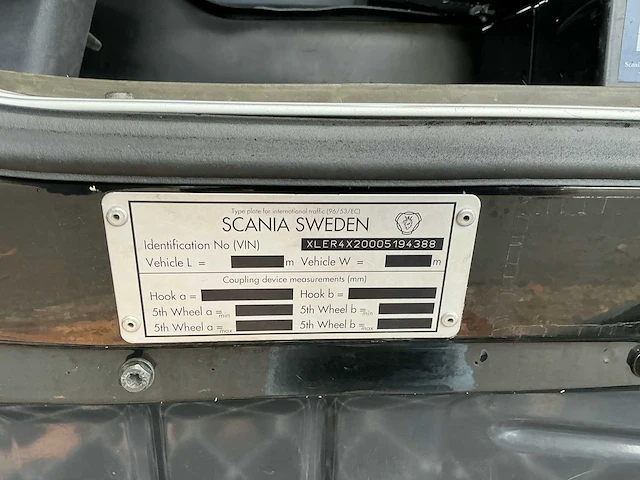 Type plate for international traffic (96/53/EC)
SCANIA SWEDEN
Identification No (VIN) XLER4X20005194388
Vehicle L = m Vehicle W = m
Coupling device measurements (mm)
Hook a = Hook b =
5th Wheel a min = 5th Wheel b min =
5th Wheel a max = 5th Wheel b max =